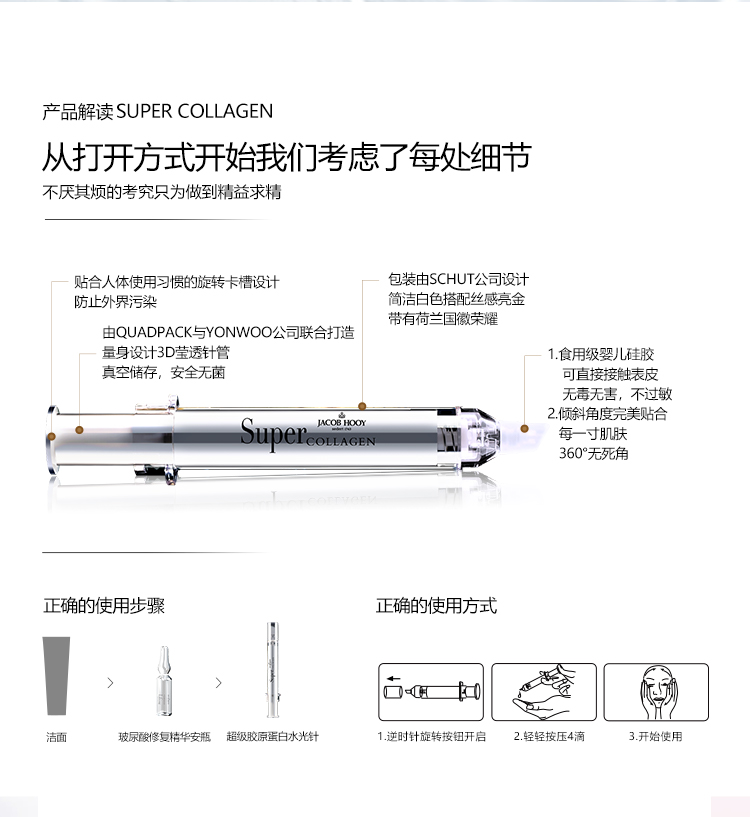 产品解读SUPER COLLAGEN
从打开方式开始我们考虑了每处细节
不厌其烦的考究只为做到精益求精
贴合人体使用习惯的旋转卡槽设计
防止外界污染
包装由SCHUT公司设计
简洁白色搭配丝感亮金
带有荷兰国徽荣耀
由QUADPACK与YONWOO公司联合打造
量身设计3D莹透针管
真空储存，安全无菌
1.食用级婴儿硅胶
可直接接触表皮
无毒无害，不过敏
2.倾斜角度完美贴合
每一寸肌肤
360°无死角
JACOB HOOY
Super COLLAGEN
正确的使用步骤
洁面
玻尿酸修复精华安瓶
超级胶原蛋白水光针
正确的使用方式
1.逆时针旋转按钮开启
2.轻轻按压4滴
3.开始使用